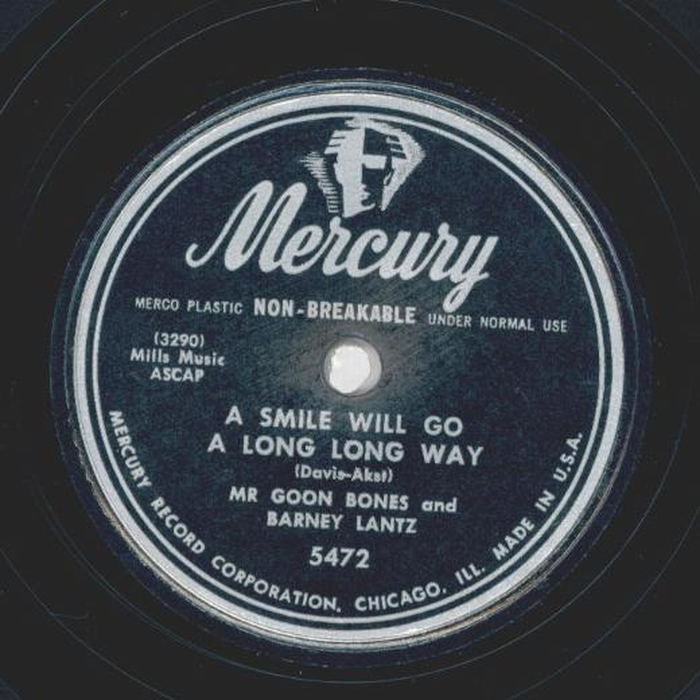 Mercury
MERCO PLASTIC NON-BREAKABLE UNDER NORMAL USE
(3290)
Mills Music
ASCAP
A SMILE WILL GO
A LONG LONG WAY
(Davis-Akst)
MR GOON BONES and
BARNEY LANTZ
5472
MERCURY RECORD CORPORATION, CHICAGO, ILL. MADE IN U.S.A.